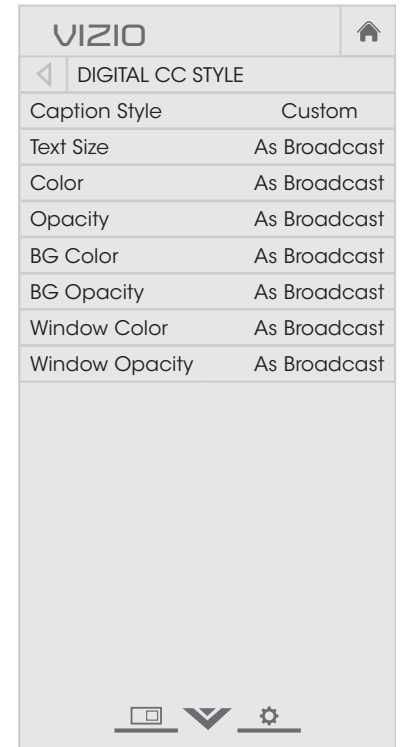 VIZIO
DIGITAL CC STYLE
Caption Style Custom
Text Size As Broadcast
Color As Broadcast
Opacity As Broadcast
BG Color As Broadcast
BG Opacity As Broadcast
Window Color As Broadcast
Window Opacity As Broadcast